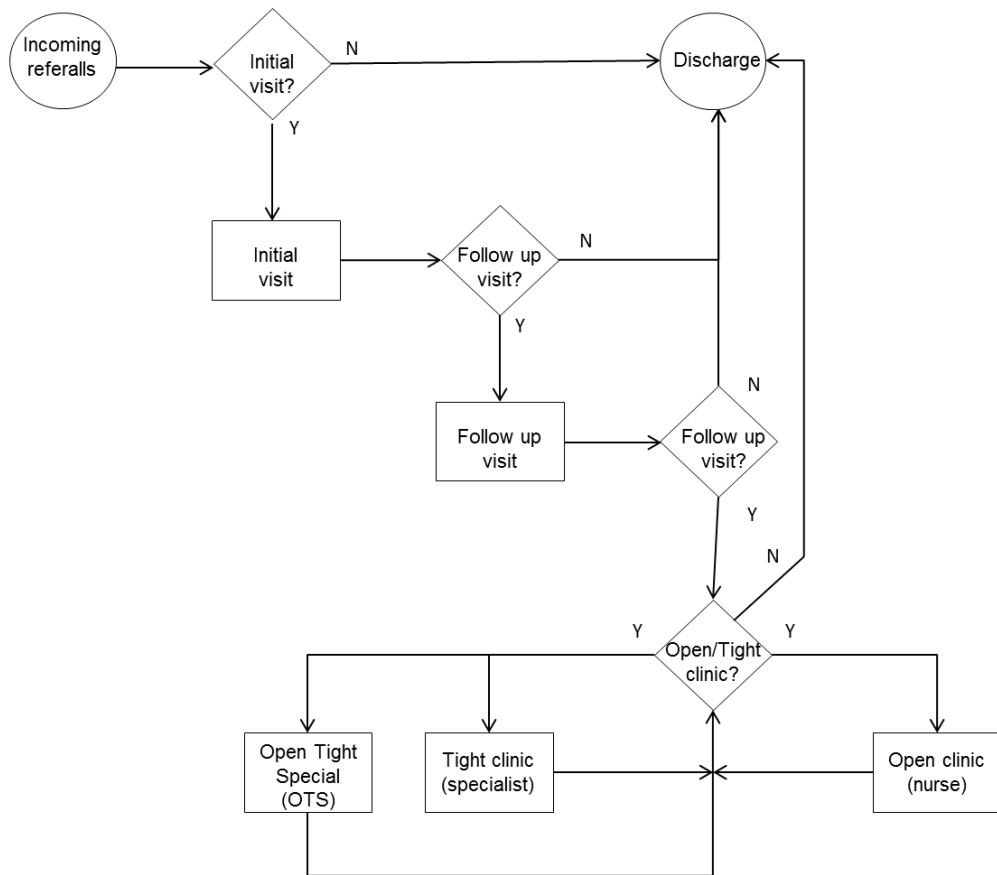 Incoming
referalls
Initial
visit?
N
Discharge
Y
Initial
visit
Follow up
visit?
N
Y
Follow up
visit
Follow up
visit?
N
Y
N
Open/Tight
clinic?
Y
Y
Open Tight
Special
(OTS)
Tight clinic
(specialist)
Open clinic
(nurse)